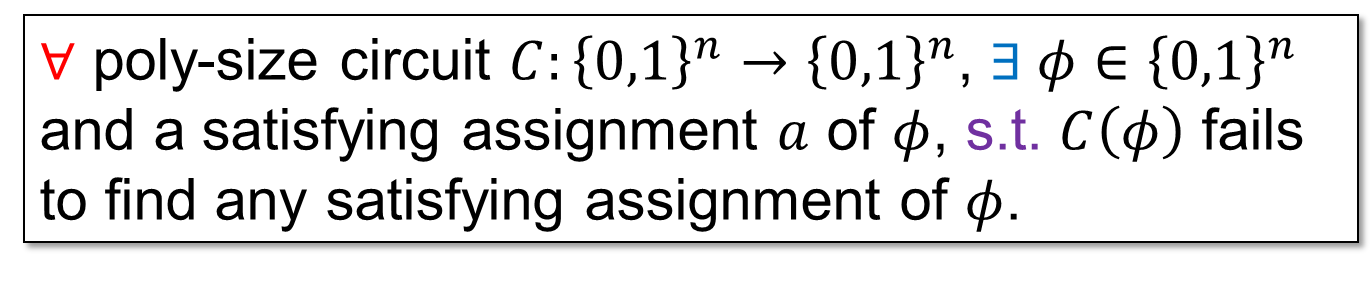 ∀ poly-size circuit 𝐶: {0,1}ⁿ → {0,1}ⁿ, ∃ 𝜙 ∈ {0,1}ⁿ
and a satisfying assignment 𝑎 of 𝜙, s.t. 𝐶(𝜙) fails
to find any satisfying assignment of 𝜙.